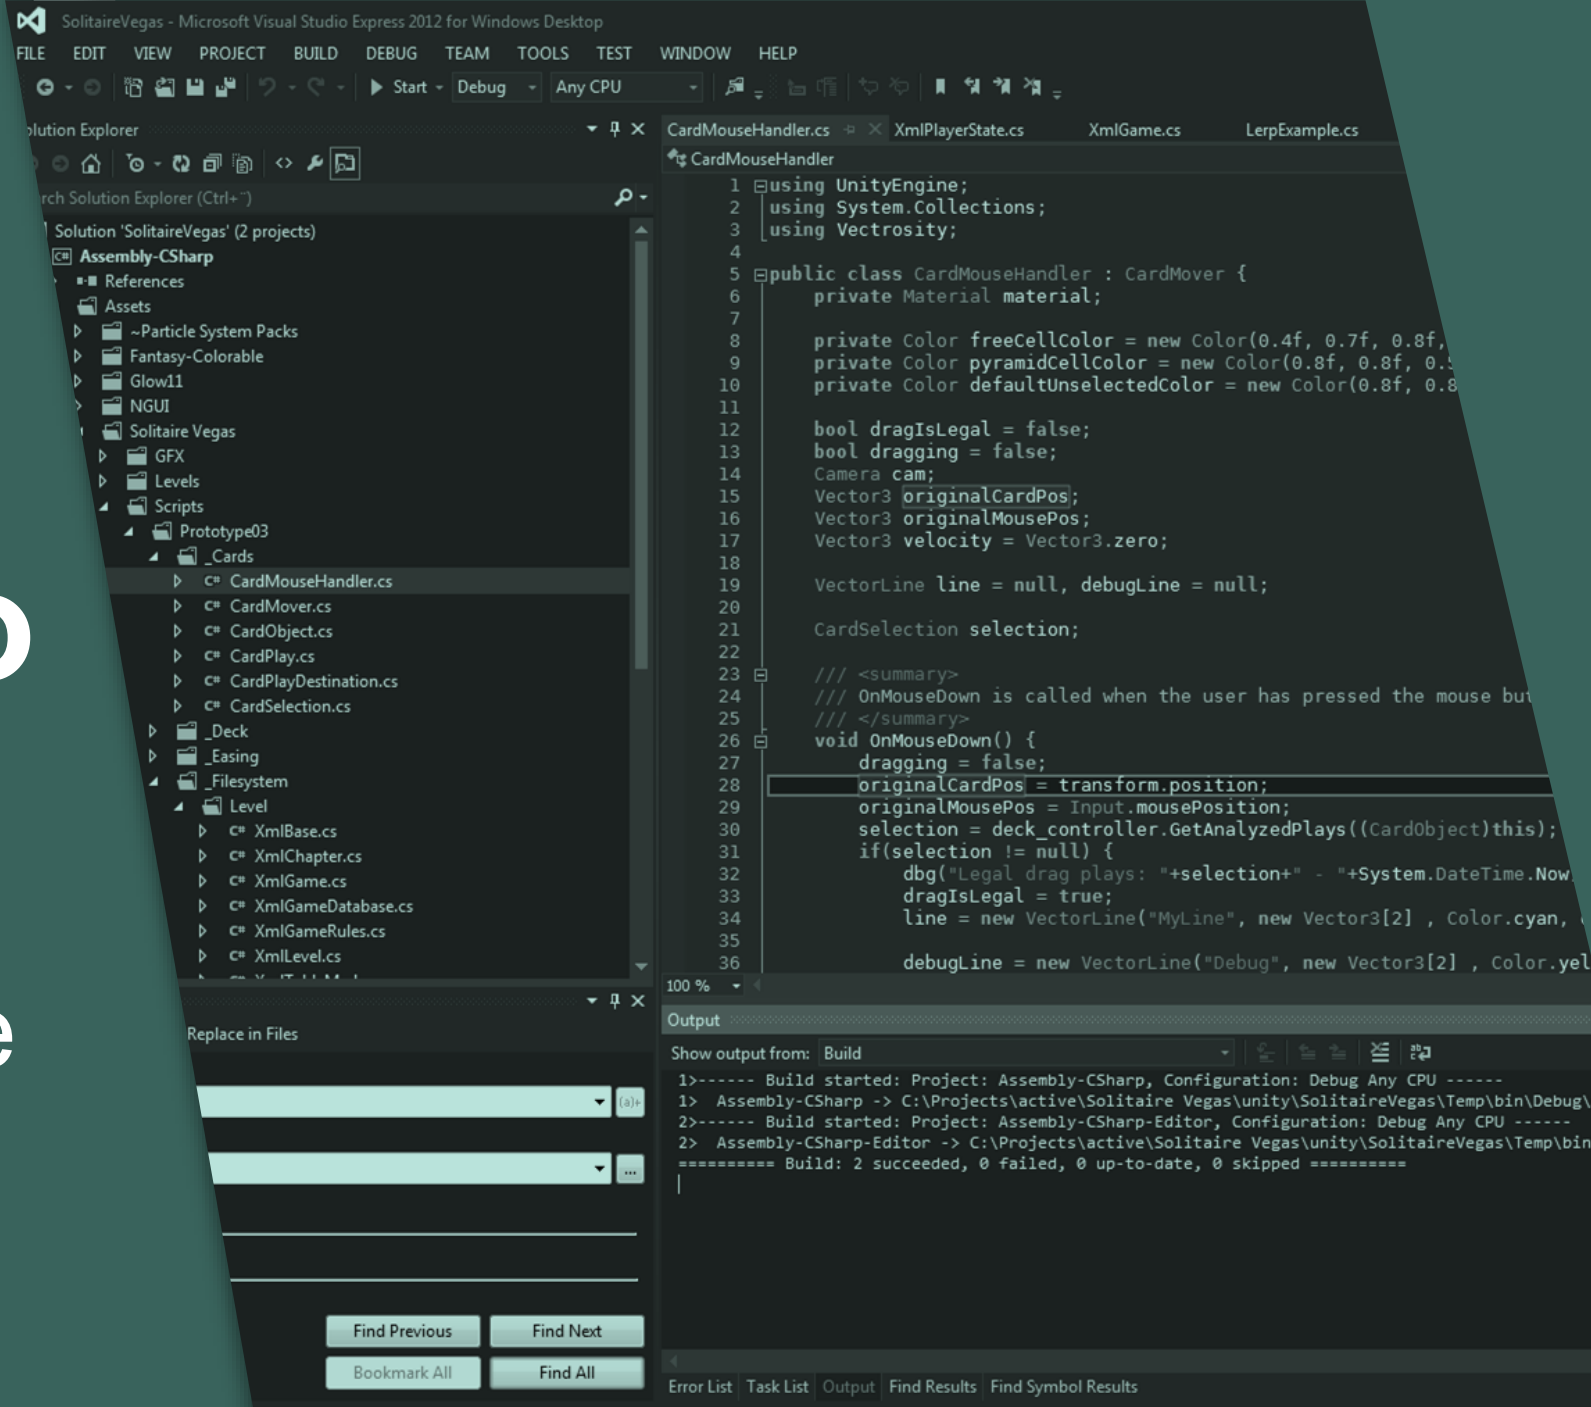 SolitaireVegas - Microsoft Visual Studio Express 2012 for Windows Desktop
FILE EDIT VIEW PROJECT BUILD DEBUG TEAM TOOLS TEST WINDOW HELP
Start Debug Any CPU
lution Explorer
rch Solution Explorer (Ctrl+¨)
Solution 'SolitaireVegas' (2 projects)
C# Assembly-CSharp
References
Assets
~Particle System Packs
Fantasy-Colorable
Glow11
NGUI
Solitaire Vegas
GFX
Levels
Scripts
Prototype03
_Cards
C# CardMouseHandler.cs
C# CardMover.cs
C# CardObject.cs
C# CardPlay.cs
C# CardPlayDestination.cs
C# CardSelection.cs
_Deck
_Easing
_Filesystem
Level
C# XmlBase.cs
C# XmlChapter.cs
C# XmlGame.cs
C# XmlGameDatabase.cs
C# XmlGameRules.cs
C# XmlLevel.cs
o
e
Replace in Files
(a)+
...
Find Previous Find Next
Bookmark All Find All
CardMouseHandler.cs XmlPlayerState.cs XmlGame.cs LerpExample.cs
CardMouseHandler
1 using UnityEngine;
2 using System.Collections;
3 using Vectrosity;
4
5 public class CardMouseHandler : CardMover {
6 private Material material;
7
8 private Color freeCellColor = new Color(0.4f, 0.7f, 0.8f,
9 private Color pyramidCellColor = new Color(0.8f, 0.8f, 0.5
10 private Color defaultUnselectedColor = new Color(0.8f, 0.8
11
12 bool dragIsLegal = false;
13 bool dragging = false;
14 Camera cam;
15 Vector3 originalCardPos;
16 Vector3 originalMousePos;
17 Vector3 velocity = Vector3.zero;
18
19 VectorLine line = null, debugLine = null;
20
21 CardSelection selection;
22
23 /// <summary>
24 /// OnMouseDown is called when the user has pressed the mouse but
25 /// </summary>
26 void OnMouseDown() {
27 dragging = false;
28 originalCardPos = transform.position;
29 originalMousePos = Input.mousePosition;
30 selection = deck_controller.GetAnalyzedPlays((CardObject)this);
31 if(selection != null) {
32 dbg("Legal drag plays: "+selection+" - "+System.DateTime.Now
33 dragIsLegal = true;
34 line = new VectorLine("MyLine", new Vector3[2] , Color.cyan,
35
36 debugLine = new VectorLine("Debug", new Vector3[2] , Color.yel
100 %
Output
Show output from: Build
1>------ Build started: Project: Assembly-CSharp, Configuration: Debug Any CPU ------
1> Assembly-CSharp -> C:\Projects\active\Solitaire Vegas\unity\SolitaireVegas\Temp\bin\Debug\
2>------ Build started: Project: Assembly-CSharp-Editor, Configuration: Debug Any CPU ------
2> Assembly-CSharp-Editor -> C:\Projects\active\Solitaire Vegas\unity\SolitaireVegas\Temp\bin
========== Build: 2 succeeded, 0 failed, 0 up-to-date, 0 skipped ==========
Error List Task List Output Find Results Find Symbol Results